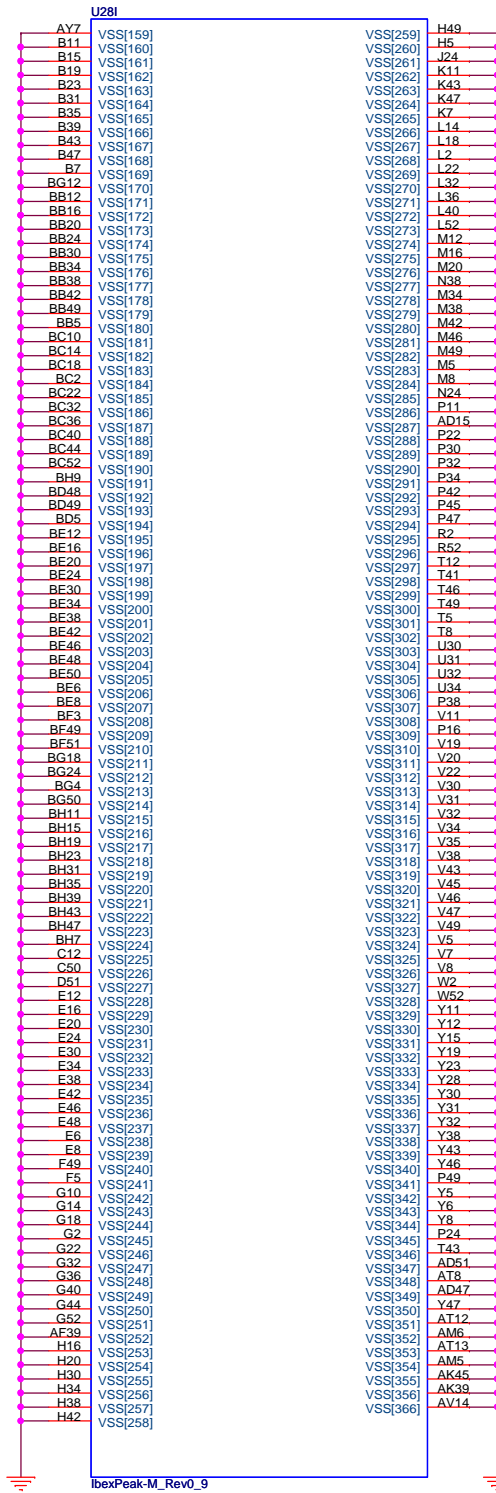 U28I
AY7 VSS[159] VSS[259] H49
B11 VSS[160] VSS[260] H5
B15 VSS[161] VSS[261] J24
B19 VSS[162] VSS[262] K11
B23 VSS[163] VSS[263] K43
B31 VSS[164] VSS[264] K47
B35 VSS[165] VSS[265] K7
B39 VSS[166] VSS[266] L14
B43 VSS[167] VSS[267] L18
B47 VSS[168] VSS[268] L2
B7 VSS[169] VSS[269] L22
BG12 VSS[170] VSS[270] L32
BB12 VSS[171] VSS[271] L36
BB16 VSS[172] VSS[272] L40
BB20 VSS[173] VSS[273] L52
BB24 VSS[174] VSS[274] M12
BB30 VSS[175] VSS[275] M16
BB34 VSS[176] VSS[276] M20
BB38 VSS[177] VSS[277] N38
BB42 VSS[178] VSS[278] M34
BB49 VSS[179] VSS[279] M38
BB5 VSS[180] VSS[280] M42
BC10 VSS[181] VSS[281] M46
BC14 VSS[182] VSS[282] M49
BC18 VSS[183] VSS[283] M5
BC2 VSS[184] VSS[284] M8
BC22 VSS[185] VSS[285] N24
BC32 VSS[186] VSS[286] P11
BC36 VSS[187] VSS[287] AD15
BC40 VSS[188] VSS[288] P22
BC44 VSS[189] VSS[289] P30
BC52 VSS[190] VSS[290] P32
BH9 VSS[191] VSS[291] P34
BD48 VSS[192] VSS[292] P42
BD49 VSS[193] VSS[293] P45
BD5 VSS[194] VSS[294] P47
BE12 VSS[195] VSS[295] R2
BE16 VSS[196] VSS[296] R52
BE20 VSS[197] VSS[297] T12
BE24 VSS[198] VSS[298] T41
BE30 VSS[199] VSS[299] T46
BE34 VSS[200] VSS[300] T49
BE38 VSS[201] VSS[301] T5
BE42 VSS[202] VSS[302] T8
BE46 VSS[203] VSS[303] U30
BE48 VSS[204] VSS[304] U31
BE50 VSS[205] VSS[305] U32
BE6 VSS[206] VSS[306] U34
BE8 VSS[207] VSS[307] P38
BF3 VSS[208] VSS[308] V11
BF49 VSS[209] VSS[309] P16
BF51 VSS[210] VSS[310] V19
BG18 VSS[211] VSS[311] V20
BG24 VSS[212] VSS[312] V22
BG4 VSS[213] VSS[313] V30
BG50 VSS[214] VSS[314] V31
BH11 VSS[215] VSS[315] V32
BH15 VSS[216] VSS[316] V34
BH19 VSS[217] VSS[317] V35
BH23 VSS[218] VSS[318] V38
BH31 VSS[219] VSS[319] V43
BH35 VSS[220] VSS[320] V45
BH39 VSS[221] VSS[321] V46
BH43 VSS[222] VSS[322] V47
BH47 VSS[223] VSS[323] V49
BH7 VSS[224] VSS[324] V5
C12 VSS[225] VSS[325] V7
C50 VSS[226] VSS[326] V8
D51 VSS[227] VSS[327] W2
E12 VSS[228] VSS[328] W52
E16 VSS[229] VSS[329] Y11
E20 VSS[230] VSS[330] Y12
E24 VSS[231] VSS[331] Y15
E30 VSS[232] VSS[332] Y19
E34 VSS[233] VSS[333] Y23
E38 VSS[234] VSS[334] Y28
E42 VSS[235] VSS[335] Y30
E46 VSS[236] VSS[336] Y31
E48 VSS[237] VSS[337] Y32
E6 VSS[238] VSS[338] Y38
E8 VSS[239] VSS[339] Y43
F49 VSS[240] VSS[340] Y46
F5 VSS[241] VSS[341] P49
G10 VSS[242] VSS[342] Y5
G14 VSS[243] VSS[343] Y6
G18 VSS[244] VSS[344] Y8
G2 VSS[245] VSS[345] P24
G22 VSS[246] VSS[346] T43
G32 VSS[247] VSS[347] AD51
G36 VSS[248] VSS[348] AT8
G40 VSS[249] VSS[349] AD47
G44 VSS[250] VSS[350] Y47
G52 VSS[251] VSS[351] AT12
AF39 VSS[252] VSS[352] AM6
H16 VSS[253] VSS[353] AT13
H20 VSS[254] VSS[354] AM5
H30 VSS[255] VSS[355] AK45
H34 VSS[256] VSS[356] AK39
H38 VSS[257] VSS[366] AV14
H42 VSS[258]
IbexPeak-M_Rev0_9